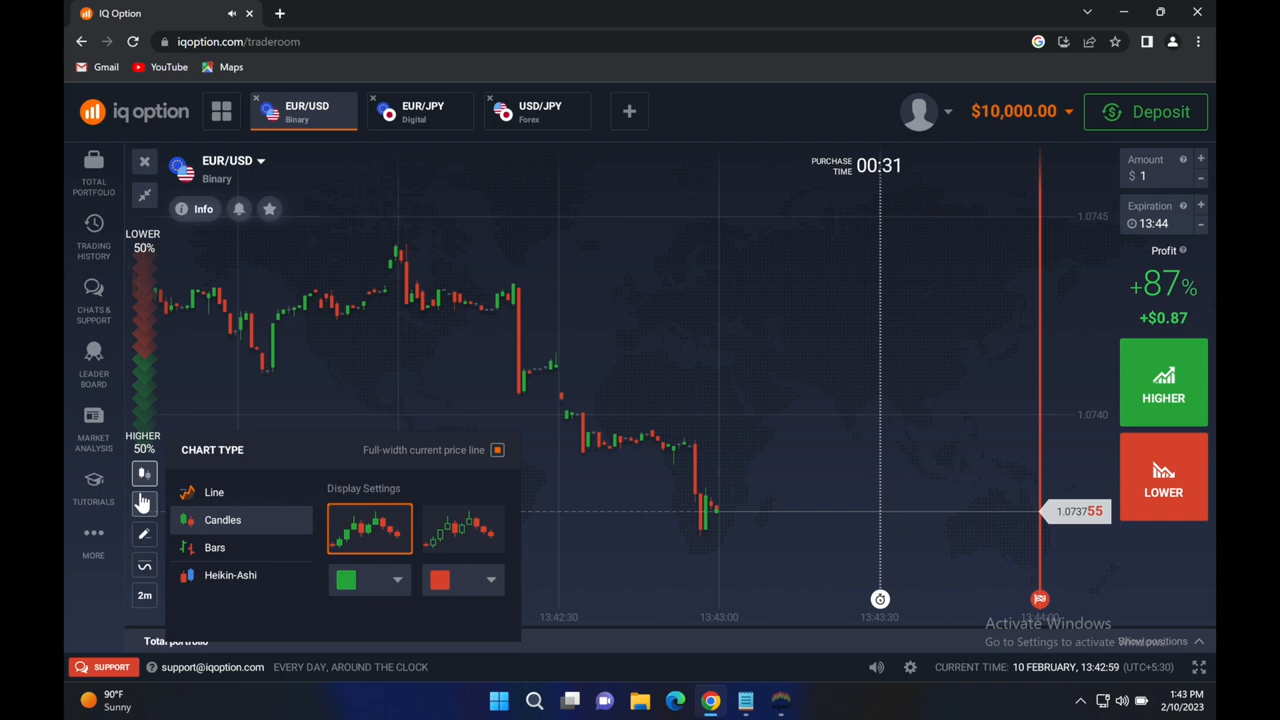 IQ Option
iqoption.com/traderoom
Gmail
YouTube
Maps
iq option
EUR/USD
Binary
EUR/JPY
Digital
USD/JPY
Forex
$10,000.00
Deposit
TOTAL
PORTFOLIO
TRADING
HISTORY
CHATS &
SUPPORT
LEADER
BOARD
MARKET
ANALYSIS
TUTORIALS
MORE
EUR/USD
Binary
Info
LOWER
50%
HIGHER
50%
2m
PURCHASE
TIME
00:31
1.0745
1.0740
1.073755
CHART TYPE
Full-width current price line
Line
Candles
Bars
Heikin-Ashi
Display Settings
13:42:30
13:43:00
13:43:30
13:44:00
Amount
$ 1
Expiration
13:44
Profit
+87%
+$0.87
HIGHER
LOWER
Activate Windows
Go to Settings to activate Windows.
Total portfolio
Show positions
SUPPORT
support@iqoption.com
EVERY DAY, AROUND THE CLOCK
CURRENT TIME: 10 FEBRUARY, 13:42:59 (UTC+5:30)
90°F
Sunny
1:43 PM
2/10/2023